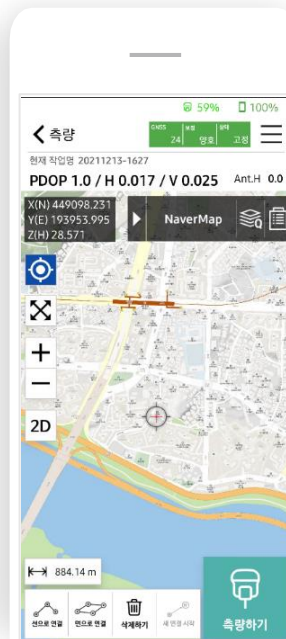 59% 100%
측량
GNSS 보정 상태
24 양호 고정
현재 작업명 20211213-1627
PDOP 1.0 / H 0.017 / V 0.025 Ant.H 0.0
X(N) 449098.231
Y(E) 193953.995
Z(H) 28.571
NaverMap
2D
884.14 m
선으로 연결
면으로 연결
삭제하기
새 연결 시작
측량하기